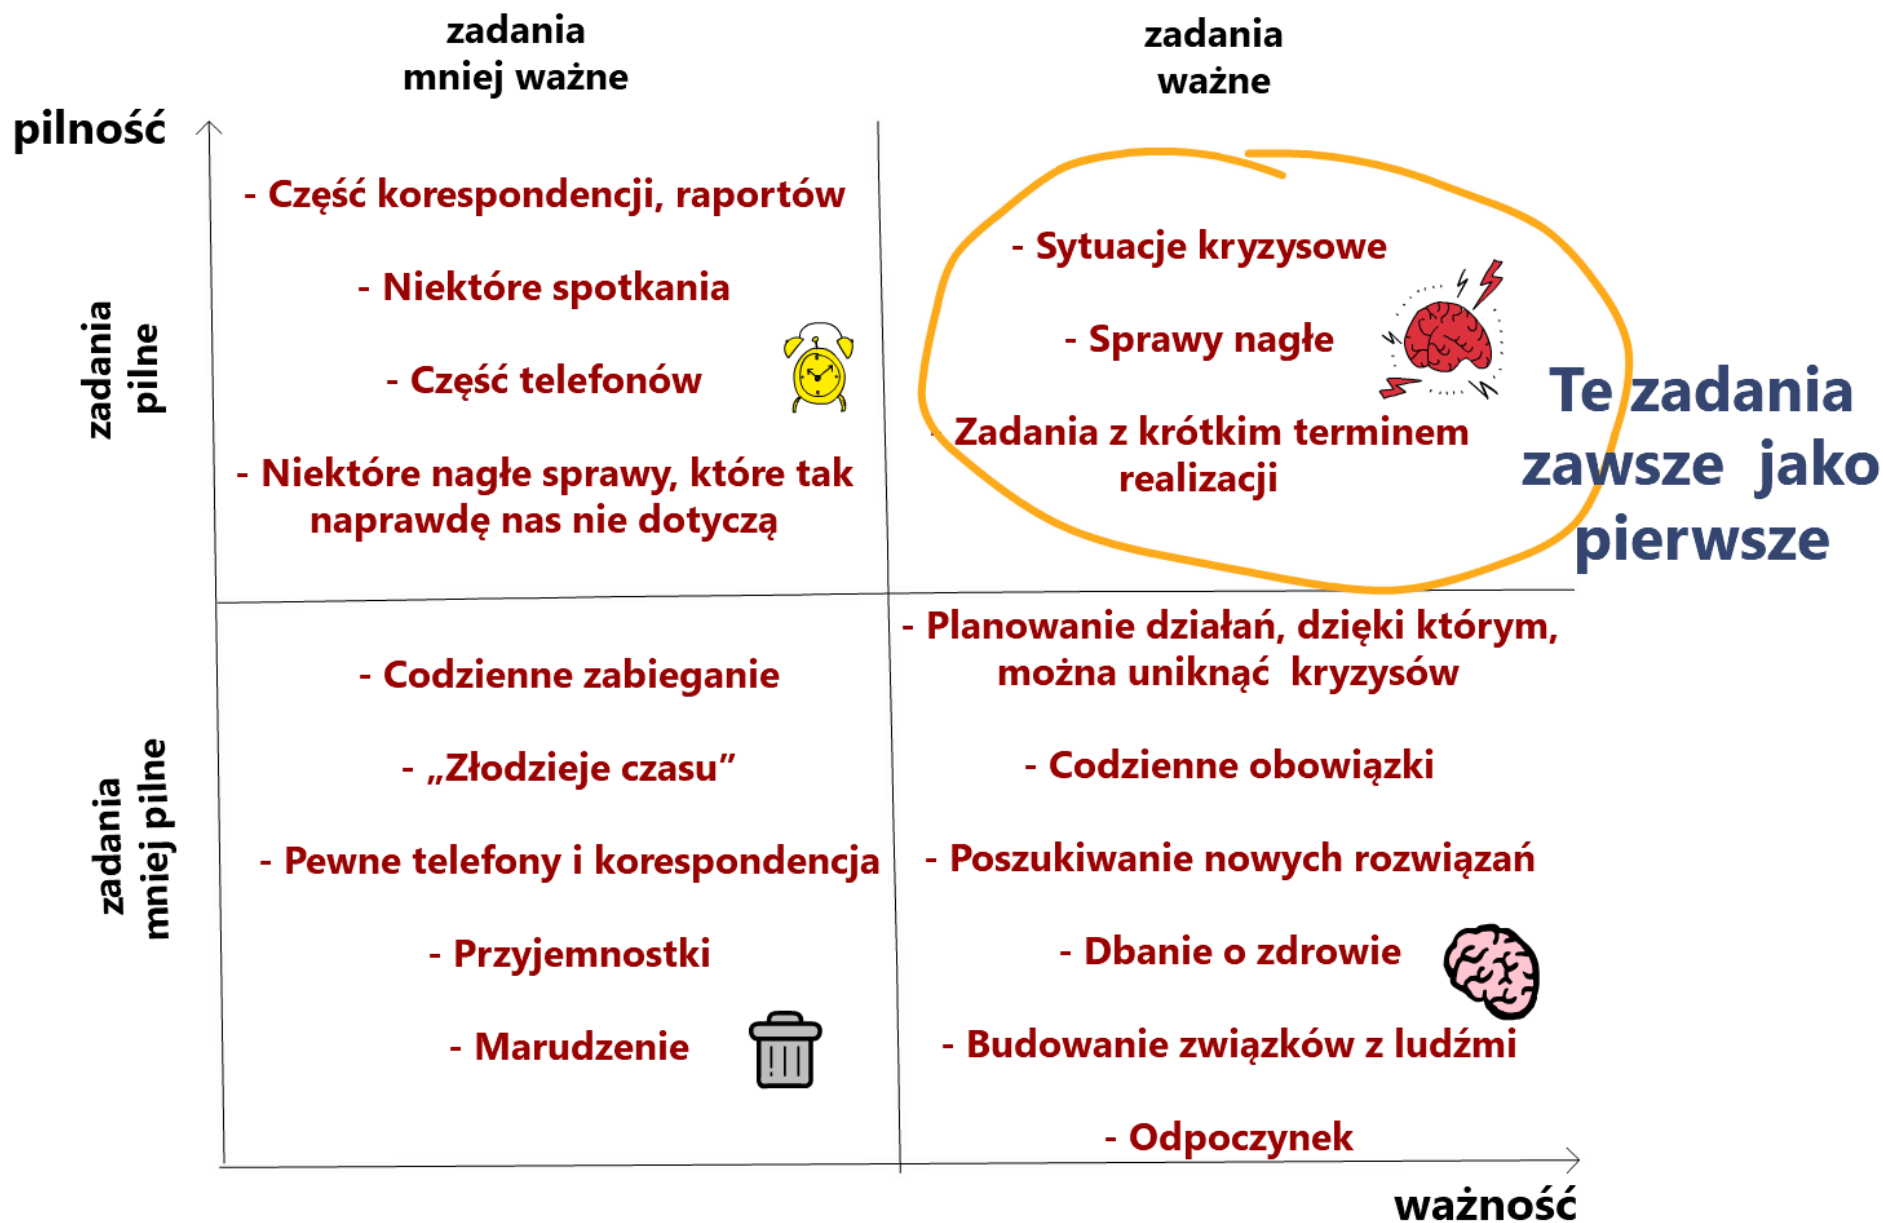 zadania
mniej ważne
zadania
ważne
pilność
zadania
pilne
- Część korespondencji, raportów
- Niektóre spotkania
- Część telefonów
- Niektóre nagłe sprawy, które tak
naprawdę nas nie dotyczą
- Sytuacje kryzysowe
- Sprawy nagłe
- Zadania z krótkim terminem
realizacji
Te zadania
zawsze jako
pierwsze
zadania
mniej pilne
- Codzienne zabieganie
- „Złodzieje czasu”
- Pewne telefony i korespondencja
- Przyjemnostki
- Marudzenie
- Planowanie działań, dzięki którym,
można uniknąć kryzysów
- Codzienne obowiązki
- Poszukiwanie nowych rozwiązań
- Dbanie o zdrowie
- Budowanie związków z ludźmi
- Odpoczynek
ważność